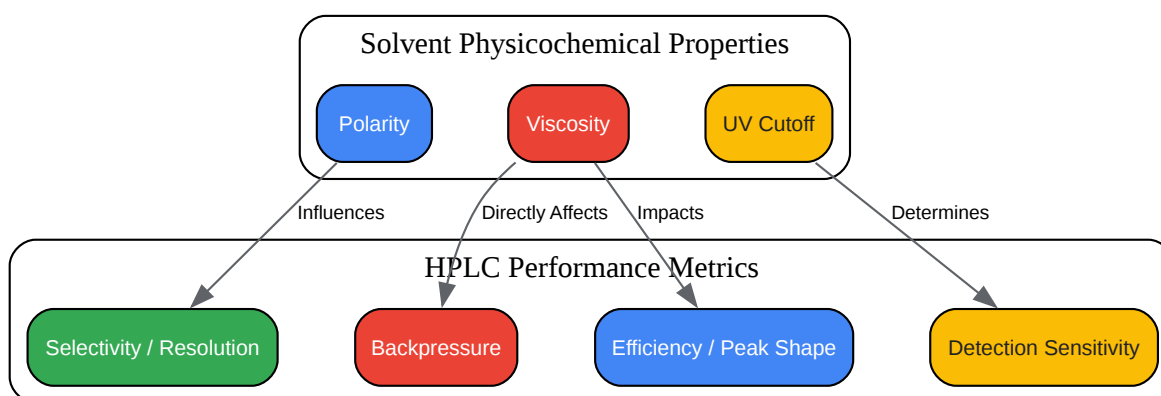 Solvent Physicochemical Properties
Polarity
Viscosity
UV Cutoff
Influences
Directly Affects
Impacts
Determines
HPLC Performance Metrics
Selectivity / Resolution
Backpressure
Efficiency / Peak Shape
Detection Sensitivity